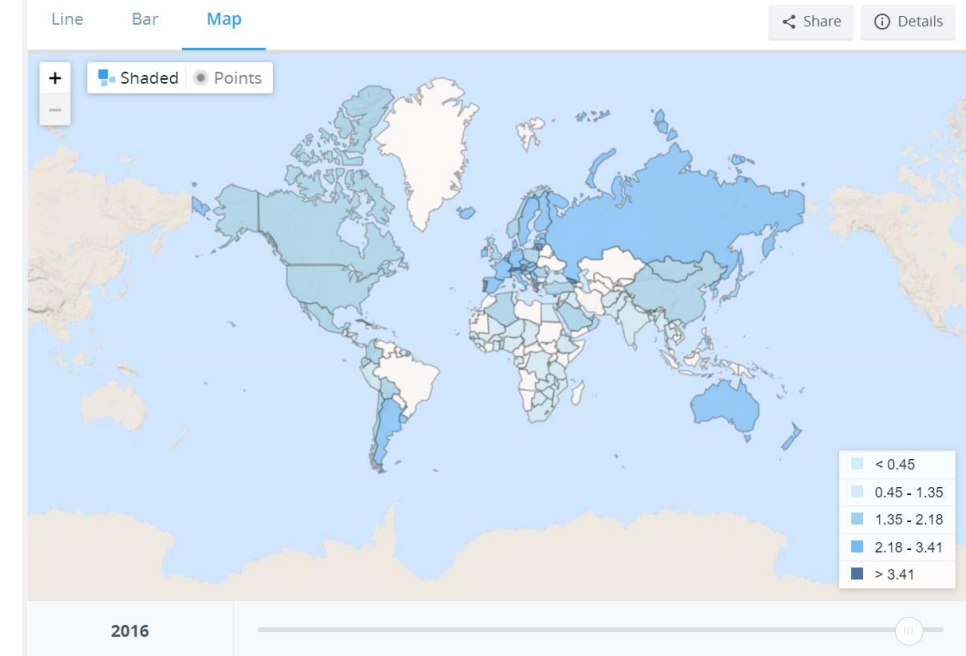 Line Bar Map Share Details
+ Shaded Points
−
< 0.45
0.45 - 1.35
1.35 - 2.18
2.18 - 3.41
> 3.41
2016